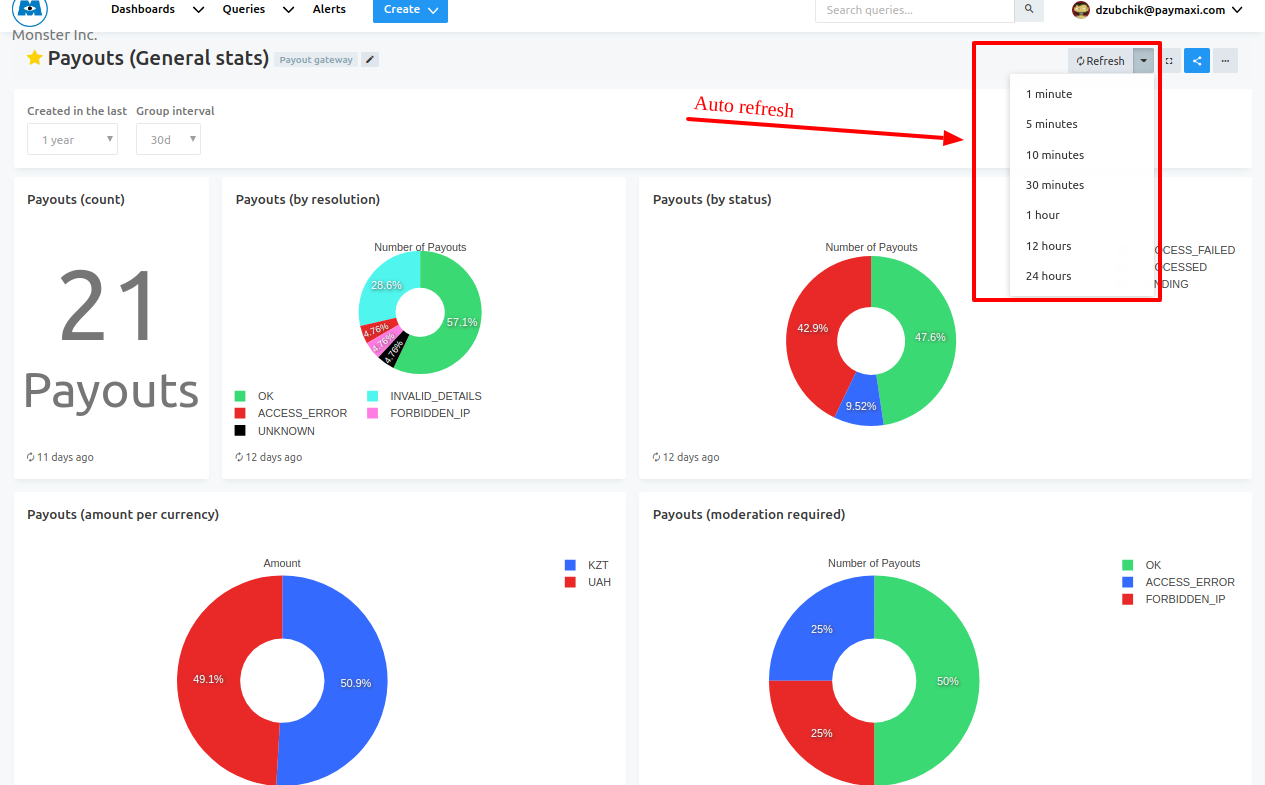 Dashboards Queries Alerts Create Search queries... dzubchik@paymaxi.com
Monster Inc.
Payouts (General stats) Payout gateway Refresh
Auto refresh
1 minute
5 minutes
10 minutes
30 minutes
1 hour
12 hours
24 hours
Created in the last Group interval
1 year 30d
Payouts (count)
21
Payouts
11 days ago
Payouts (by resolution)
Number of Payouts
28.6%
57.1%
4.76%
4.76%
4.76%
OK INVALID_DETAILS
ACCESS_ERROR FORBIDDEN_IP
UNKNOWN
12 days ago
Payouts (by status)
Number of Payouts
42.9%
47.6%
9.52%
OCESS_FAILED
OCESSED
NDING
12 days ago
Payouts (amount per currency)
Amount
49.1%
50.9%
KZT
UAH
Payouts (moderation required)
Number of Payouts
25%
50%
25%
OK
ACCESS_ERROR
FORBIDDEN_IP